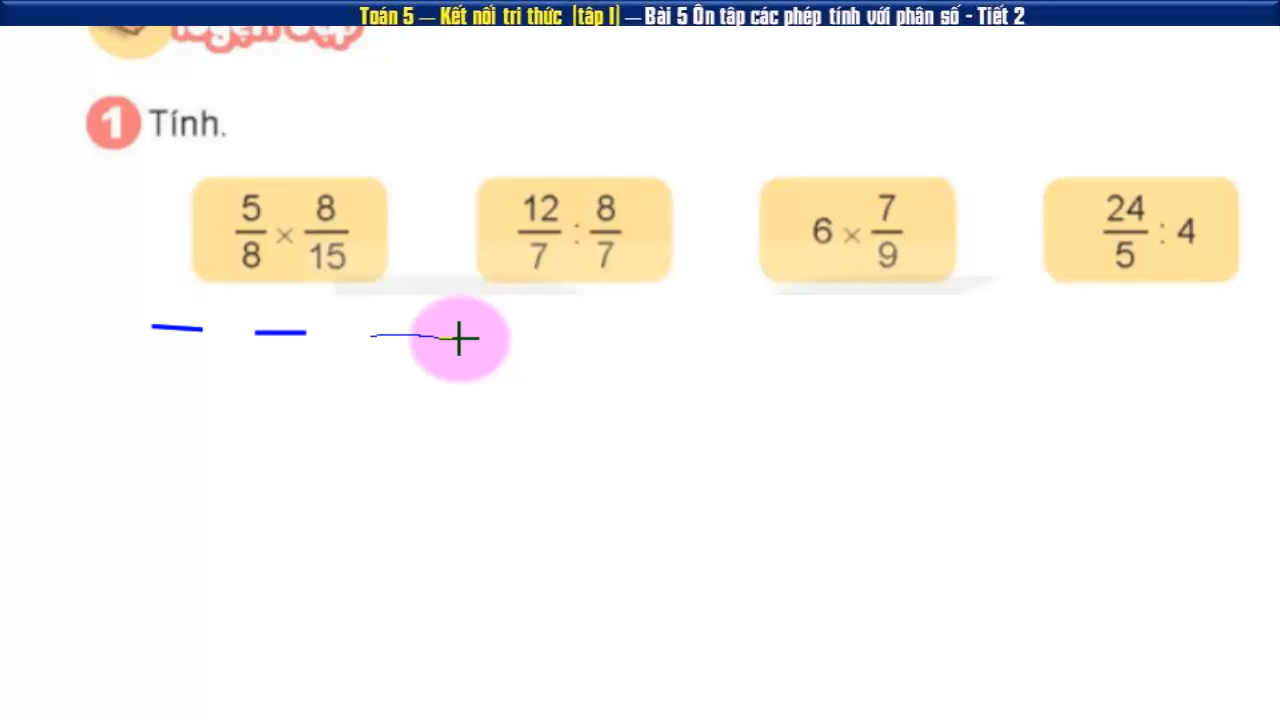 Toán 5 – Kết nối tri thức [tập 1] – Bài 5 Ôn tập các phép tính với phân số - Tiết 2
1 Tính.
5/8 × 8/15 12/7 : 8/7 6 × 7/9 24/5 : 4